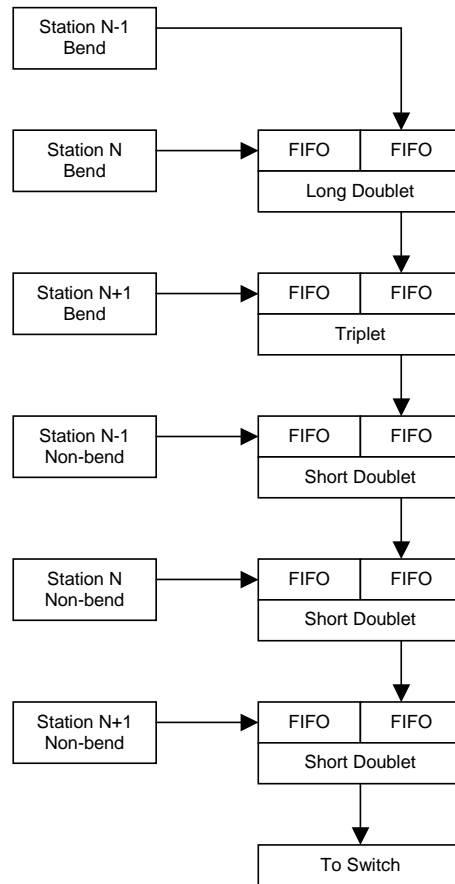 Station N-1
Bend
Station N
Bend
FIFO FIFO
Long Doublet
Station N+1
Bend
FIFO FIFO
Triplet
Station N-1
Non-bend
FIFO FIFO
Short Doublet
Station N
Non-bend
FIFO FIFO
Short Doublet
Station N+1
Non-bend
FIFO FIFO
Short Doublet
To Switch